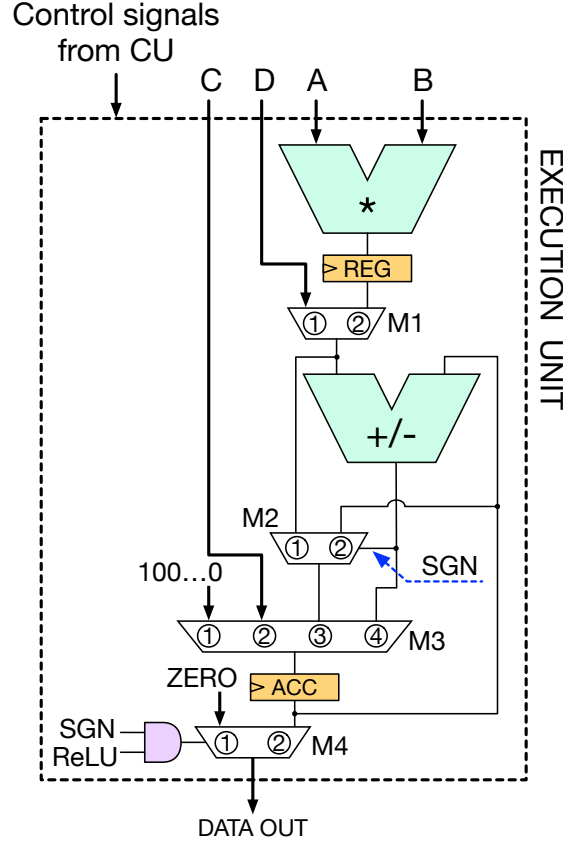 Control signals
from CU
C
D
A
B
EXECUTION UNIT
*
> REG
① ② M1
+/-
M2
① ②
SGN
100...0
① ② ③ ④ M3
ZERO
> ACC
SGN
ReLU
① ② M4
DATA OUT